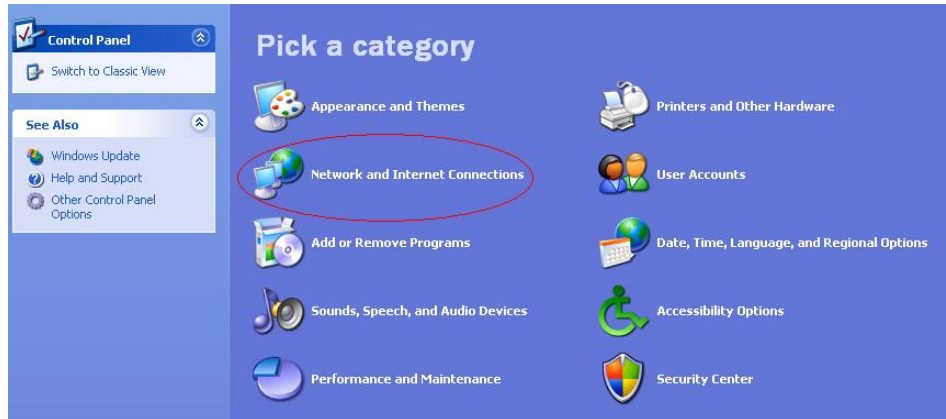 Control Panel
Switch to Classic View
See Also
Windows Update
Help and Support
Other Control Panel
Options
Pick a category
Appearance and Themes
Printers and Other Hardware
Network and Internet Connections
User Accounts
Add or Remove Programs
Date, Time, Language, and Regional Options
Sounds, Speech, and Audio Devices
Accessibility Options
Performance and Maintenance
Security Center